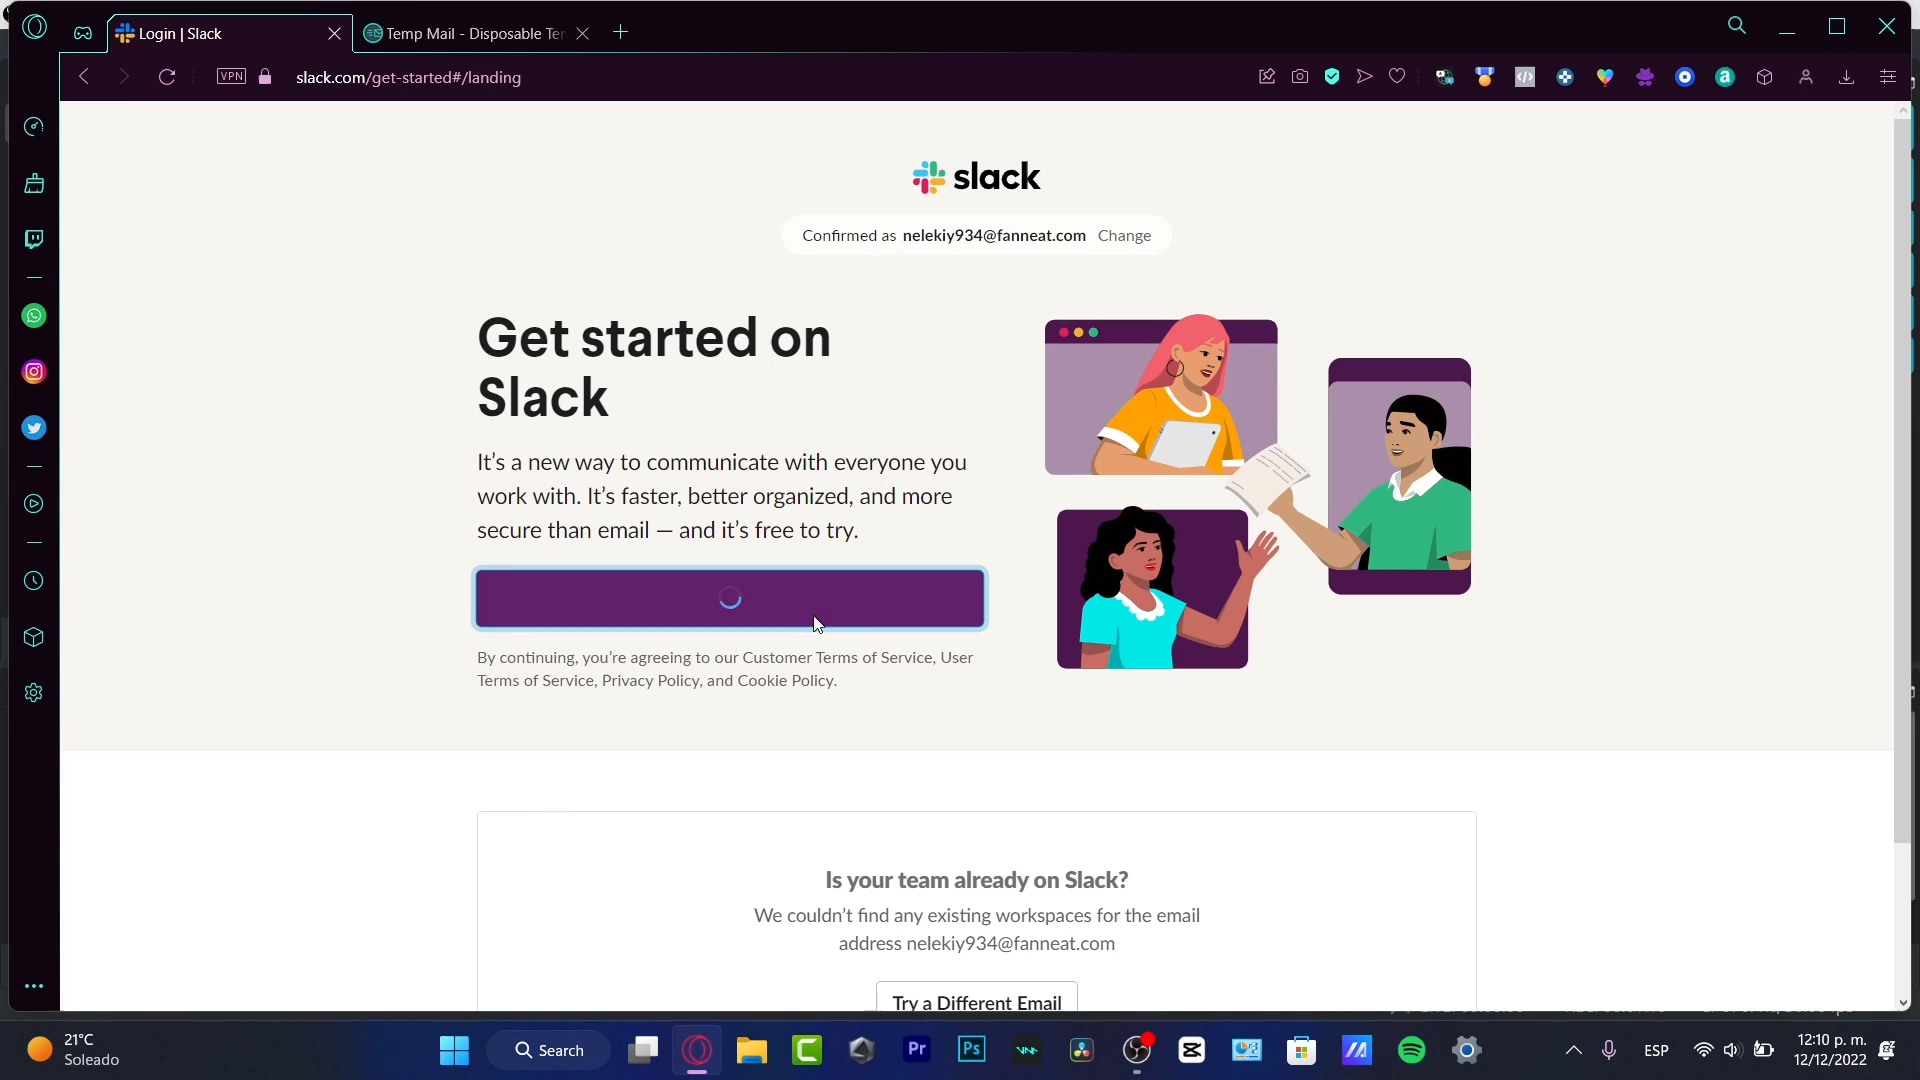 Login | Slack
Temp Mail - Disposable Te
VPN
slack.com/get-started#/landing
slack
Confirmed as nelekiy934@fanneat.com Change
Get started on
Slack
It’s a new way to communicate with everyone you
work with. It’s faster, better organized, and more
secure than email — and it’s free to try.
By continuing, you’re agreeing to our Customer Terms of Service, User
Terms of Service, Privacy Policy, and Cookie Policy.
Is your team already on Slack?
We couldn’t find any existing workspaces for the email
address nelekiy934@fanneat.com
Try a Different Email
21°C
Soleado
Search
Pr
Ps
ESP
12:10 p. m.
12/12/2022